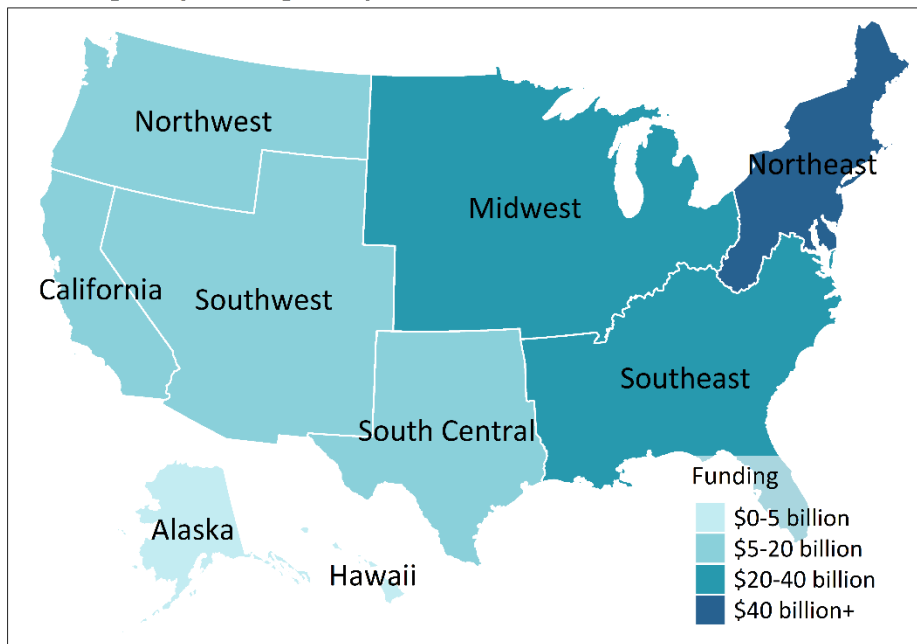 Northwest
Northeast
Midwest
California
Southwest
Southeast
South Central
Funding
$0-5 billion
Alaska
$5-20 billion
Hawaii
$20-40 billion
$40 billion+